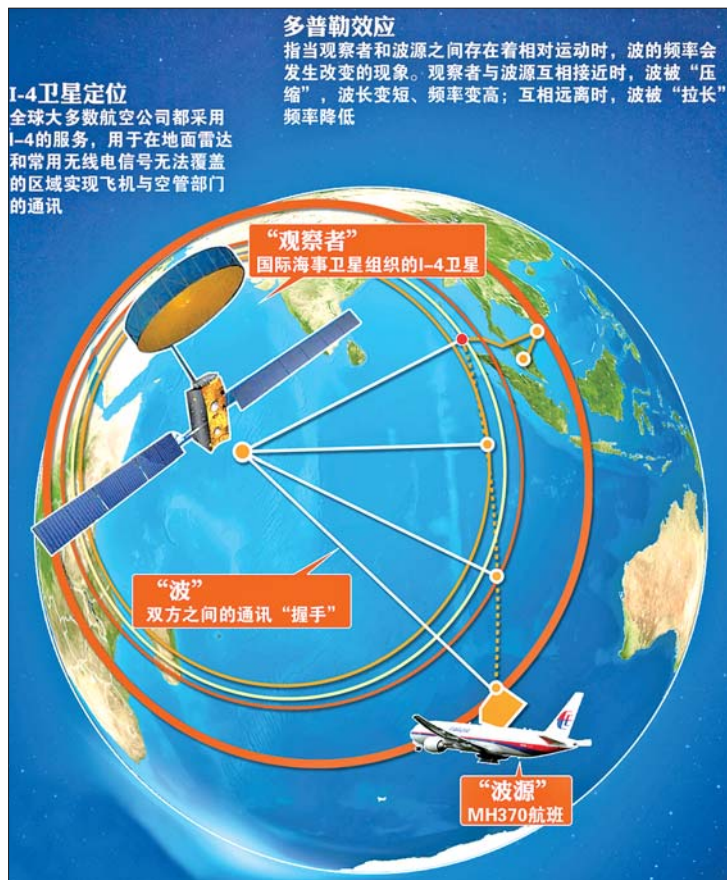 多普勒效应
指当观察者和波源之间存在着相对运动时，波的频率会
发生改变的现象。观察者与波源互相接近时，波被“压
缩”，波长变短、频率变高；互相远离时，波被“拉长”
频率降低
I-4卫星定位
全球大多数航空公司都采用
I-4的服务，用于在地面雷达
和常用无线电信号无法覆盖
的区域实现飞机与空管部门
的通讯
“观察者”
国际海事卫星组织的I-4卫星
“波”
双方之间的通讯“握手”
“波源”
MH370航班